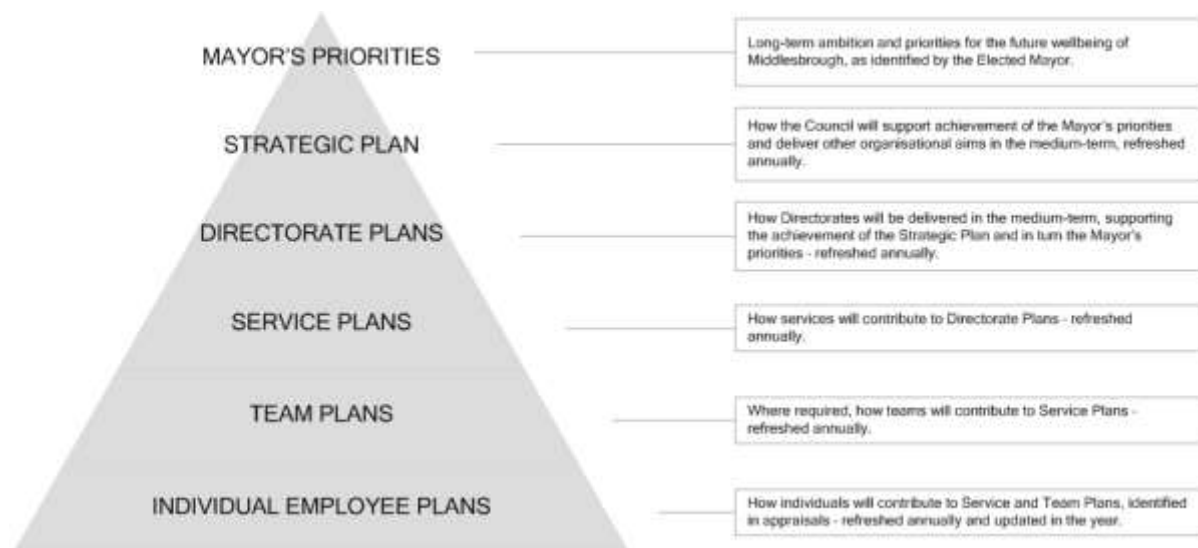 MAYOR'S PRIORITIES
Long-term ambition and priorities for the future wellbeing of
Middlesbrough, as identified by the Elected Mayor.
STRATEGIC PLAN
How the Council will support achievement of the Mayor's priorities
and deliver other organisational aims in the medium-term, refreshed
annually.
DIRECTORATE PLANS
How Directorates will be delivered in the medium-term, supporting
the achievement of the Strategic Plan and in turn the Mayor's
priorities - refreshed annually.
SERVICE PLANS
How services will contribute to Directorate Plans - refreshed
annually.
TEAM PLANS
Where required, how teams will contribute to Service Plans -
refreshed annually.
INDIVIDUAL EMPLOYEE PLANS
How individuals will contribute to Service and Team Plans, identified
in appraisals - refreshed annually and updated in the year.